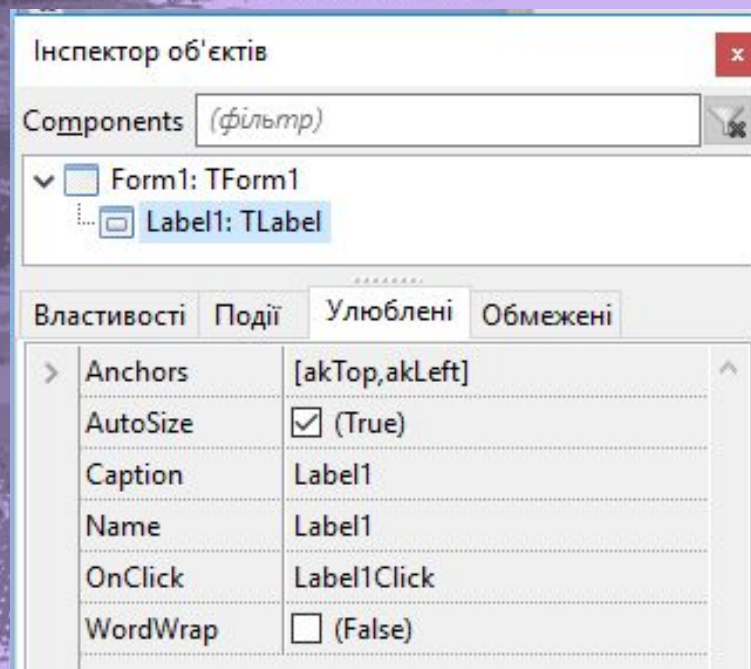 Інспектор об'єктів
x
Components (фільтр)
Form1: TForm1
Label1: TLabel
Властивості Події Улюблені Обмежені
Anchors [akTop,akLeft]
AutoSize (True)
Caption Label1
Name Label1
OnClick Label1Click
WordWrap (False)